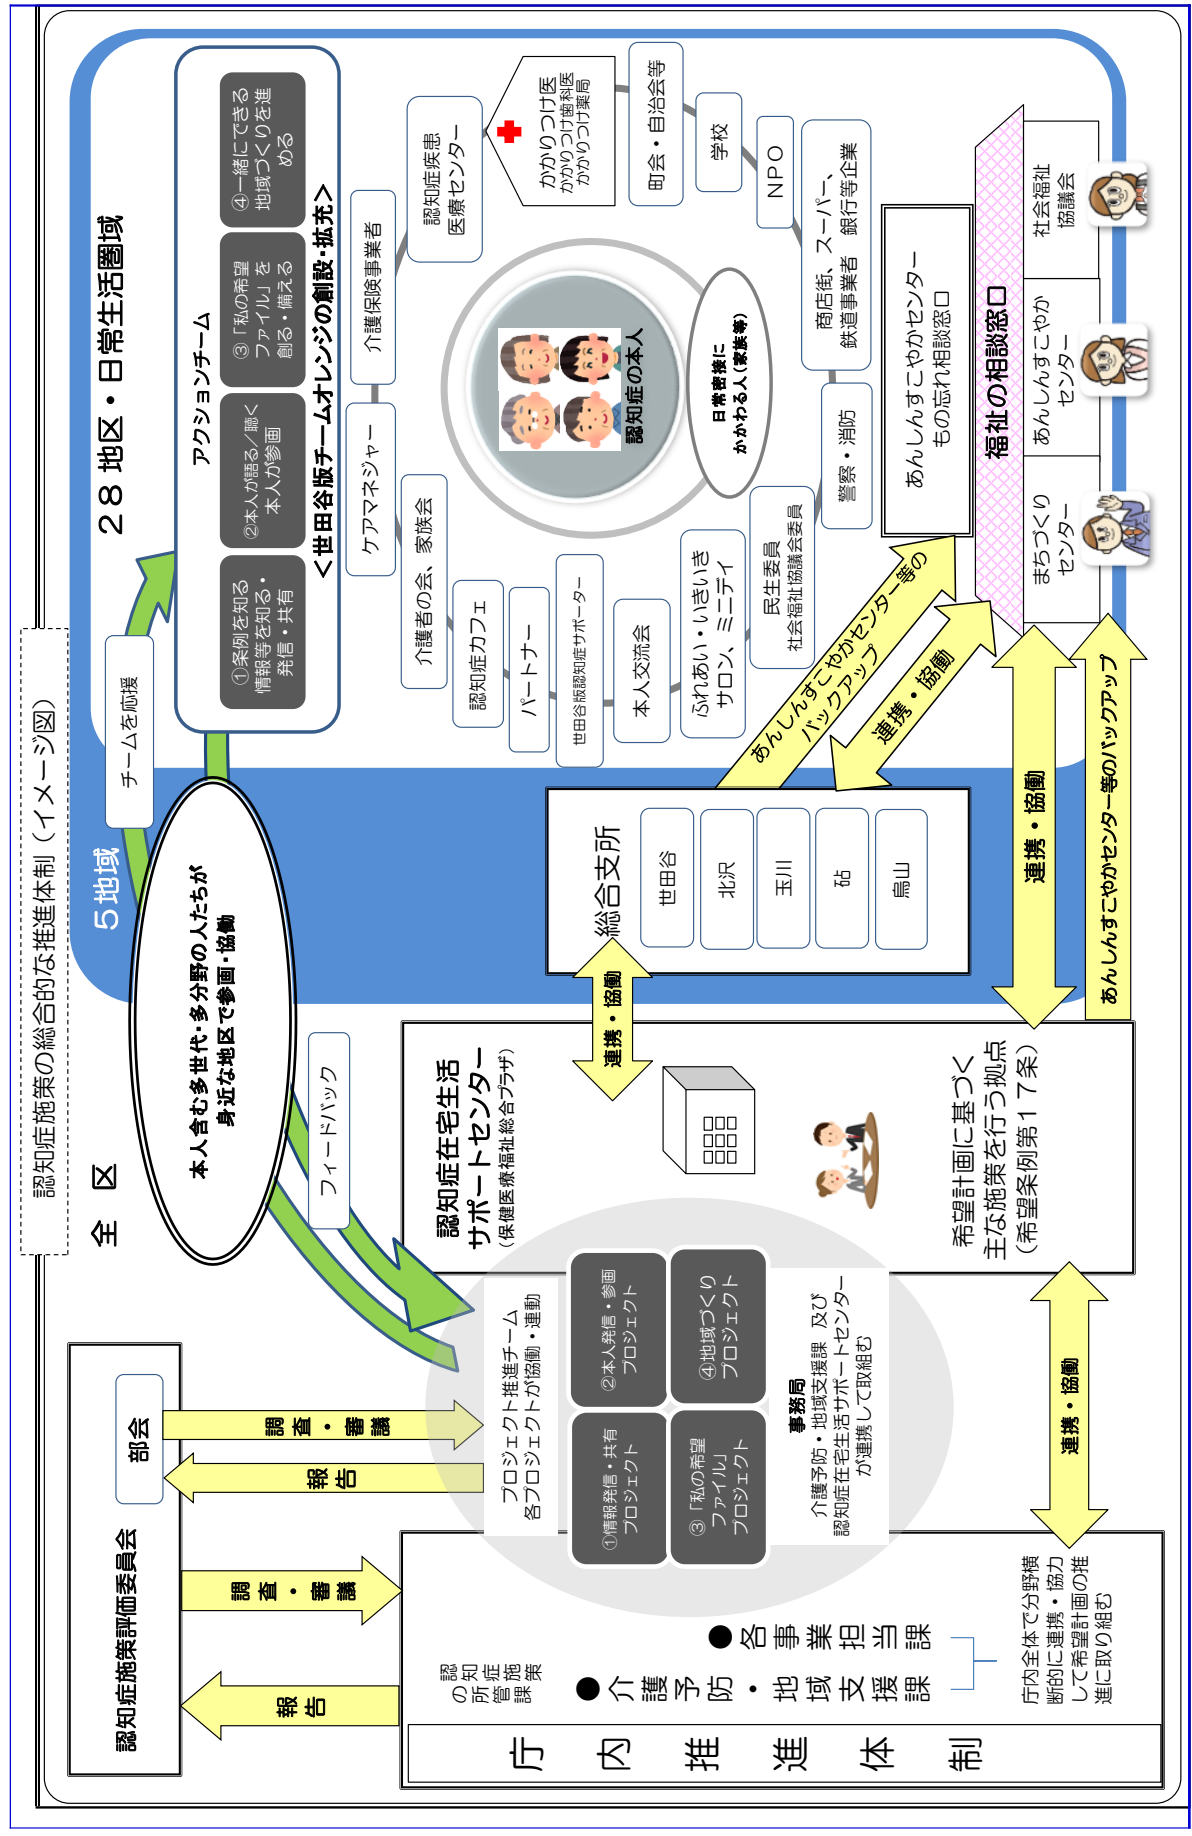 認知症施策の総合的な推進体制（イメージ図）
全 区
５地域
２８地区・日常生活圏域
認知症施策評価委員会
部会
報告
調査・審議
報告
調査・審議
庁内推進体制
認知症施策
の所管課
●介護予防・地域支援課
●各事業担当課
庁内全体で分野横
断的に連携・協力
して希望計画の推
進に取り組む
プロジェクト推進チーム
各プロジェクトが協働・連動
①情報発信・共有
プロジェクト
②本人発信・参画
プロジェクト
③「私の希望
ファイル」
プロジェクト
④地域づくり
プロジェクト
事務局
介護予防・地域支援課 及び
認知症在宅生活サポートセンター
が連携して取組む
連携・協働
認知症在宅生活
サポートセンター
（保健医療福祉総合プラザ）
希望計画に基づく
主な施策を行う拠点
（希望条例第１７条）
フィードバック
本人含む多世代・多分野の人たちが
身近な地区で参画・協働
チームを応援
連携・協働
総合支所
世田谷
北沢
玉川
砧
烏山
連携・協働
あんしんすこやかセンター等のバックアップ
あんしんすこやかセンター等の
バックアップ
連携・協働
アクションチーム
①条例を知る
情報等を知る・
発信・共有
②本人が語る／聴く
本人が参画
③「私の希望
ファイル」を
創る・備える
④一緒にできる
地域づくりを進
める
＜世田谷版チームオレンジの創設・拡充＞
ケアマネジャー
介護保険事業者
介護者の会、家族会
認知症疾患
医療センター
認知症カフェ
パートナー
世田谷版認知症サポーター
本人交流会
ふれあい・いきいき
サロン、ミニデイ
民生委員
社会福祉協議会委員
警察・消防
商店街、スーパー、
鉄道事業者 銀行等企業
NPO
学校
町会・自治会等
かかりつけ医
かかりつけ歯科医
かかりつけ薬局
認知症の本人
日常密接に
かかわる人（家族等）
あんしんすこやかセンター
もの忘れ相談窓口
福祉の相談窓口
まちづくり
センター
あんしんすこやか
センター
社会福祉
協議会